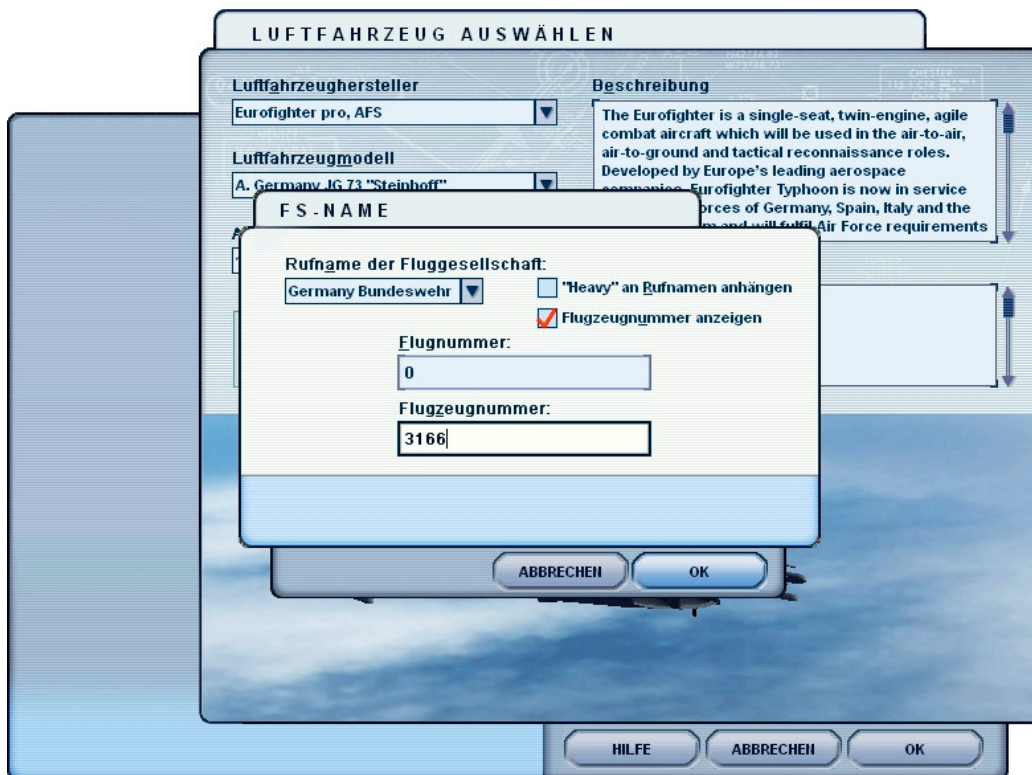 LUFTFAHRZEUG AUSWÄHLEN
Luftfahrzeughersteller
Eurofighter pro, AFS
Luftfahrzeugmodell
A. Germany JG 73 "Steinhoff"
Beschreibung
The Eurofighter is a single-seat, twin-engine, agile
combat aircraft which will be used in the air-to-air,
air-to-ground and tactical reconnaissance roles.
Developed by Europe's leading aerospace
Eurofighter Typhoon is now in service
of Germany, Spain, Italy and the
and will fulfil Air Force requirements
FS-NAME
Rufname der Fluggesellschaft:
Germany Bundeswehr
"Heavy" an Rufnamen anhängen
Flugzeugnummer anzeigen
Flugnummer:
0
Flugzeugnummer:
3166
ABBRECHEN
OK
HILFE
ABBRECHEN
OK